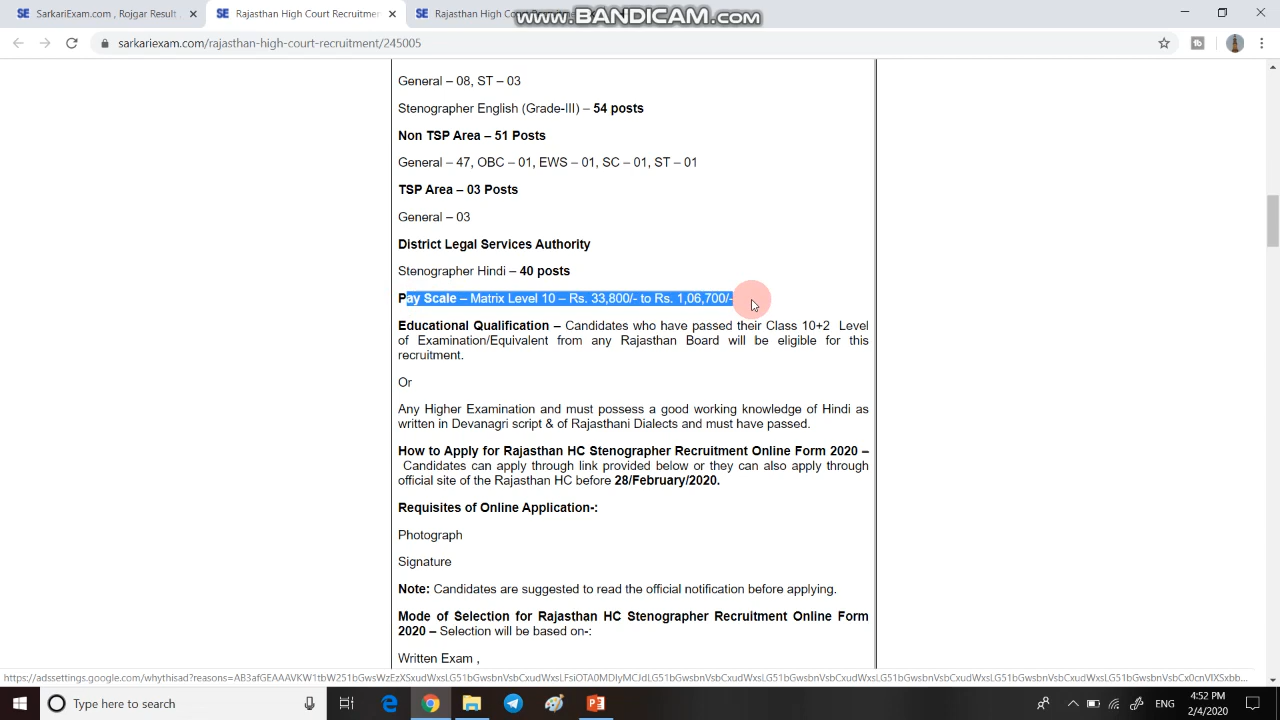 SarkariExam.com , Rojgar Result
Rajasthan High Court Recruitment
Rajasthan High Co
www.BANDICAM.com
sarkariexam.com/rajasthan-high-court-recruitment/245005
General – 08, ST – 03
Stenographer English (Grade-III) – 54 posts
Non TSP Area – 51 Posts
General – 47, OBC – 01, EWS – 01, SC – 01, ST – 01
TSP Area – 03 Posts
General – 03
District Legal Services Authority
Stenographer Hindi – 40 posts
Pay Scale – Matrix Level 10 – Rs. 33,800/- to Rs. 1,06,700/-
Educational Qualification – Candidates who have passed their Class 10+2 Level
of Examination/Equivalent from any Rajasthan Board will be eligible for this
recruitment.
Or
Any Higher Examination and must possess a good working knowledge of Hindi as
written in Devanagri script & of Rajasthani Dialects and must have passed.
How to Apply for Rajasthan HC Stenographer Recruitment Online Form 2020 –
Candidates can apply through link provided below or they can also apply through
official site of the Rajasthan HC before 28/February/2020.
Requisites of Online Application-:
Photograph
Signature
Note: Candidates are suggested to read the official notification before applying.
Mode of Selection for Rajasthan HC Stenographer Recruitment Online Form
2020 – Selection will be based on-:
Written Exam ,
Type here to search
ENG
4:52 PM
2/4/2020